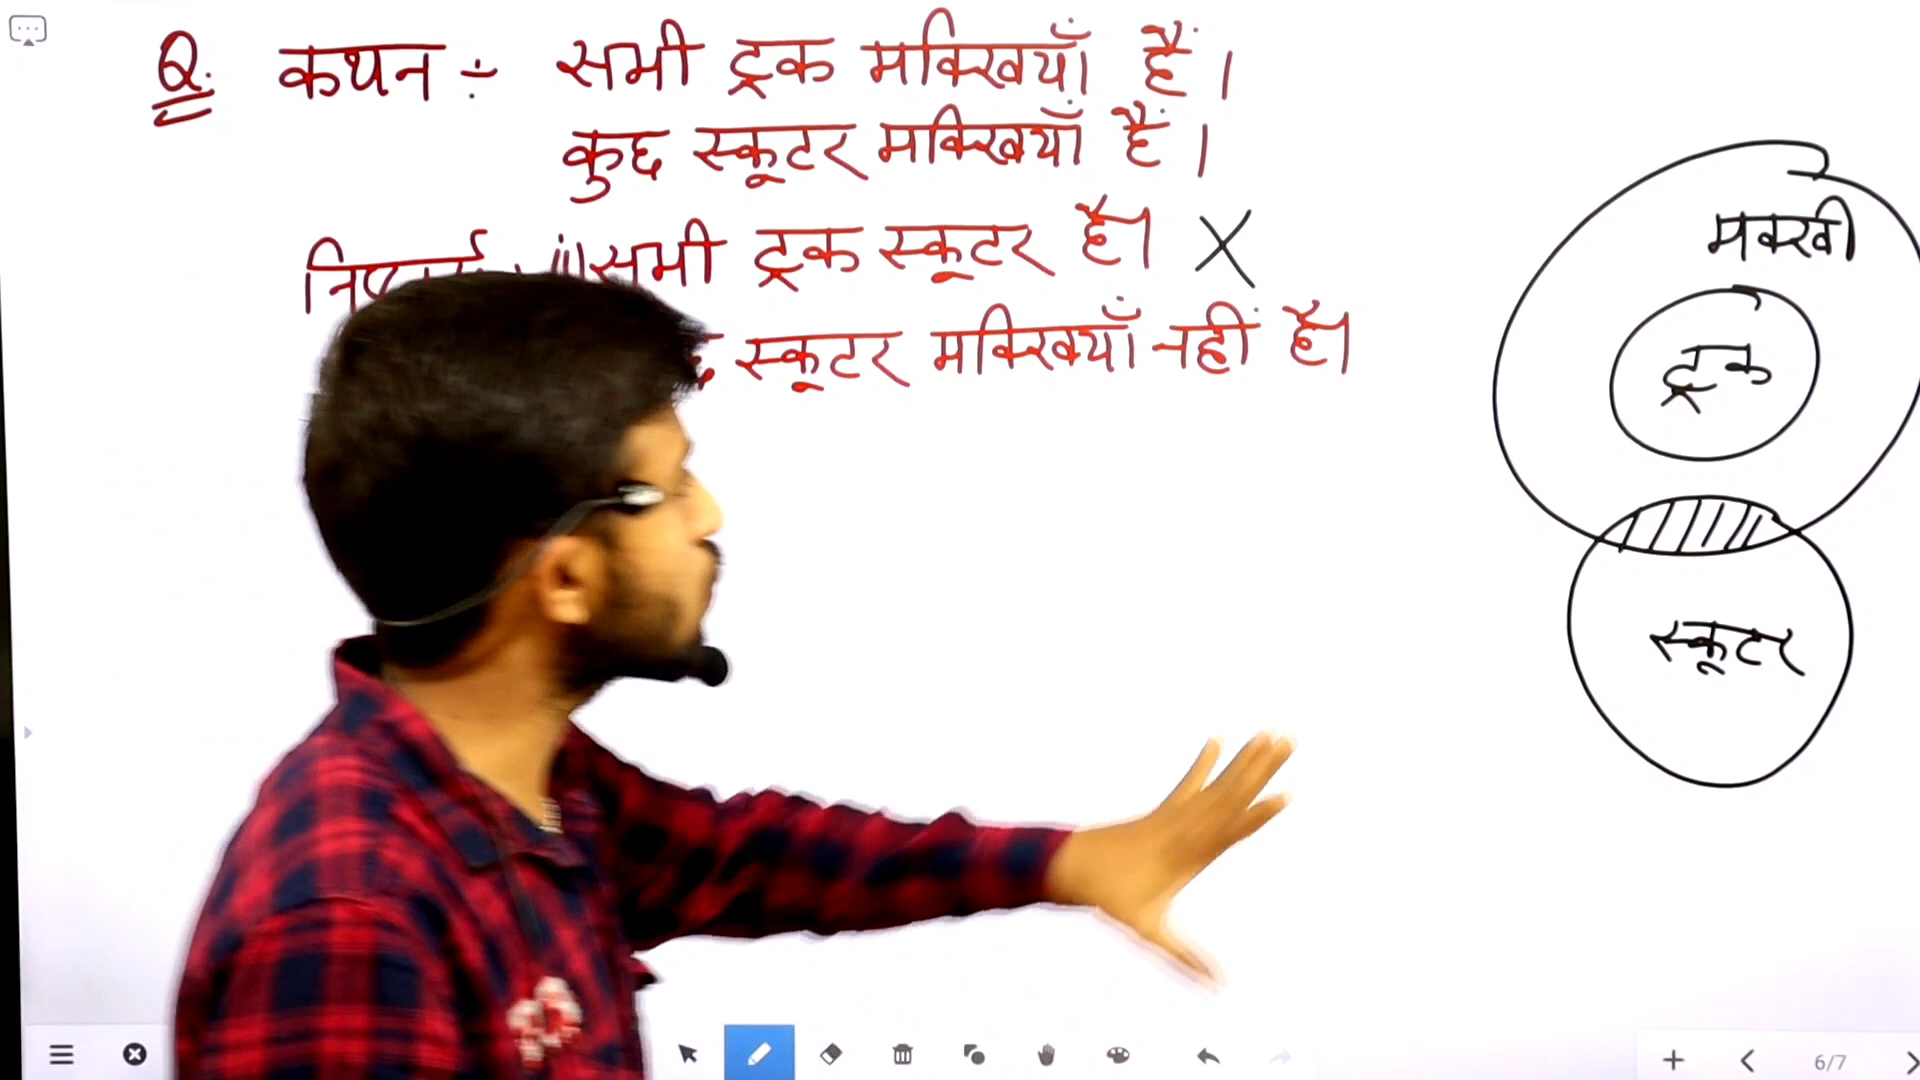 Q. कथन ÷ सभी ट्रक मक्खियाँ हैं।
कुछ स्कूटर मक्खियाँ हैं।
सभी ट्रक स्कूटर हैं। X
स्कूटर मक्खियाँ नहीं हैं।
मक्खी
ट्रक
स्कूटर
6/7